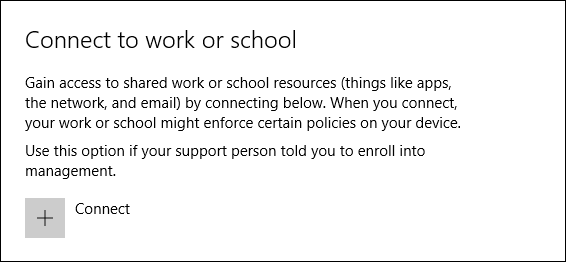 Connect to work or school
Gain access to shared work or school resources (things like apps,
the network, and email) by connecting below. When you connect,
your work or school might enforce certain policies on your device.
Use this option if your support person told you to enroll into
management.
Connect